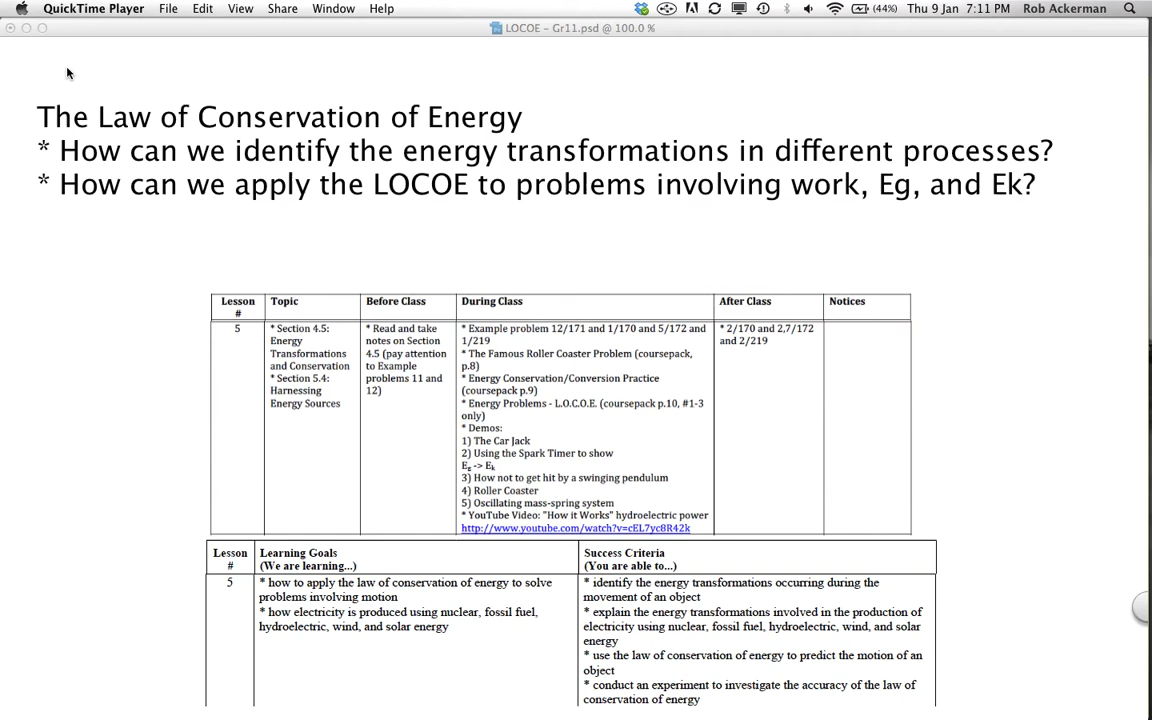 QuickTime Player File Edit View Share Window Help (44%) Thu 9 Jan 7:11 PM Rob Ackerman
LOCOE – Gr11.psd @ 100.0 %
The Law of Conservation of Energy
* How can we identify the energy transformations in different processes?
* How can we apply the LOCOE to problems involving work, Eg, and Ek?
Lesson #
Topic
Before Class
During Class
After Class
Notices
5
* Section 4.5:
Energy
Transformations
and Conservation
* Section 5.4:
Harnessing
Energy Sources
* Read and take
notes on Section
4.5 (pay attention
to Example
problems 11 and
12)
* Example problem 12/171 and 1/170 and 5/172 and
1/219
* The Famous Roller Coaster Problem (coursepack,
p.8)
* Energy Conservation/Conversion Practice
(coursepack p.9)
* Energy Problems - L.O.C.O.E. (coursepack p.10, #1-3
only)
* Demos:
1) The Car Jack
2) Using the Spark Timer to show
Eg -> Ek
3) How not to get hit by a swinging pendulum
4) Roller Coaster
5) Oscillating mass-spring system
* YouTube Video: "How it Works" hydroelectric power
http://www.youtube.com/watch?v=cEL7yc8R42k
* 2/170 and 2,7/172
and 2/219
Lesson #
Learning Goals
(We are learning...)
Success Criteria
(You are able to...)
5
* how to apply the law of conservation of energy to solve
problems involving motion
* how electricity is produced using nuclear, fossil fuel,
hydroelectric, wind, and solar energy
* identify the energy transformations occurring during the
movement of an object
* explain the energy transformations involved in the production of
electricity using nuclear, fossil fuel, hydroelectric, wind, and solar
energy
* use the law of conservation of energy to predict the motion of an
object
* conduct an experiment to investigate the accuracy of the law of
conservation of energy